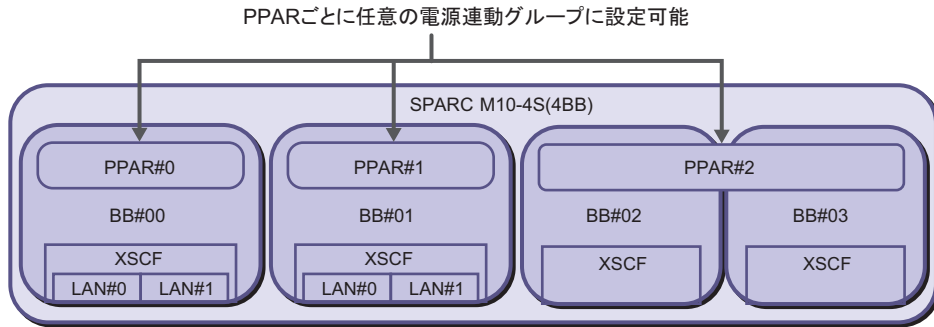 PPARごとに任意の電源連動グループに設定可能
SPARC M10-4S(4BB)
PPAR#0
PPAR#1
PPAR#2
BB#00
BB#01
BB#02
BB#03
XSCF
XSCF
XSCF
XSCF
LAN#0
LAN#1
LAN#0
LAN#1